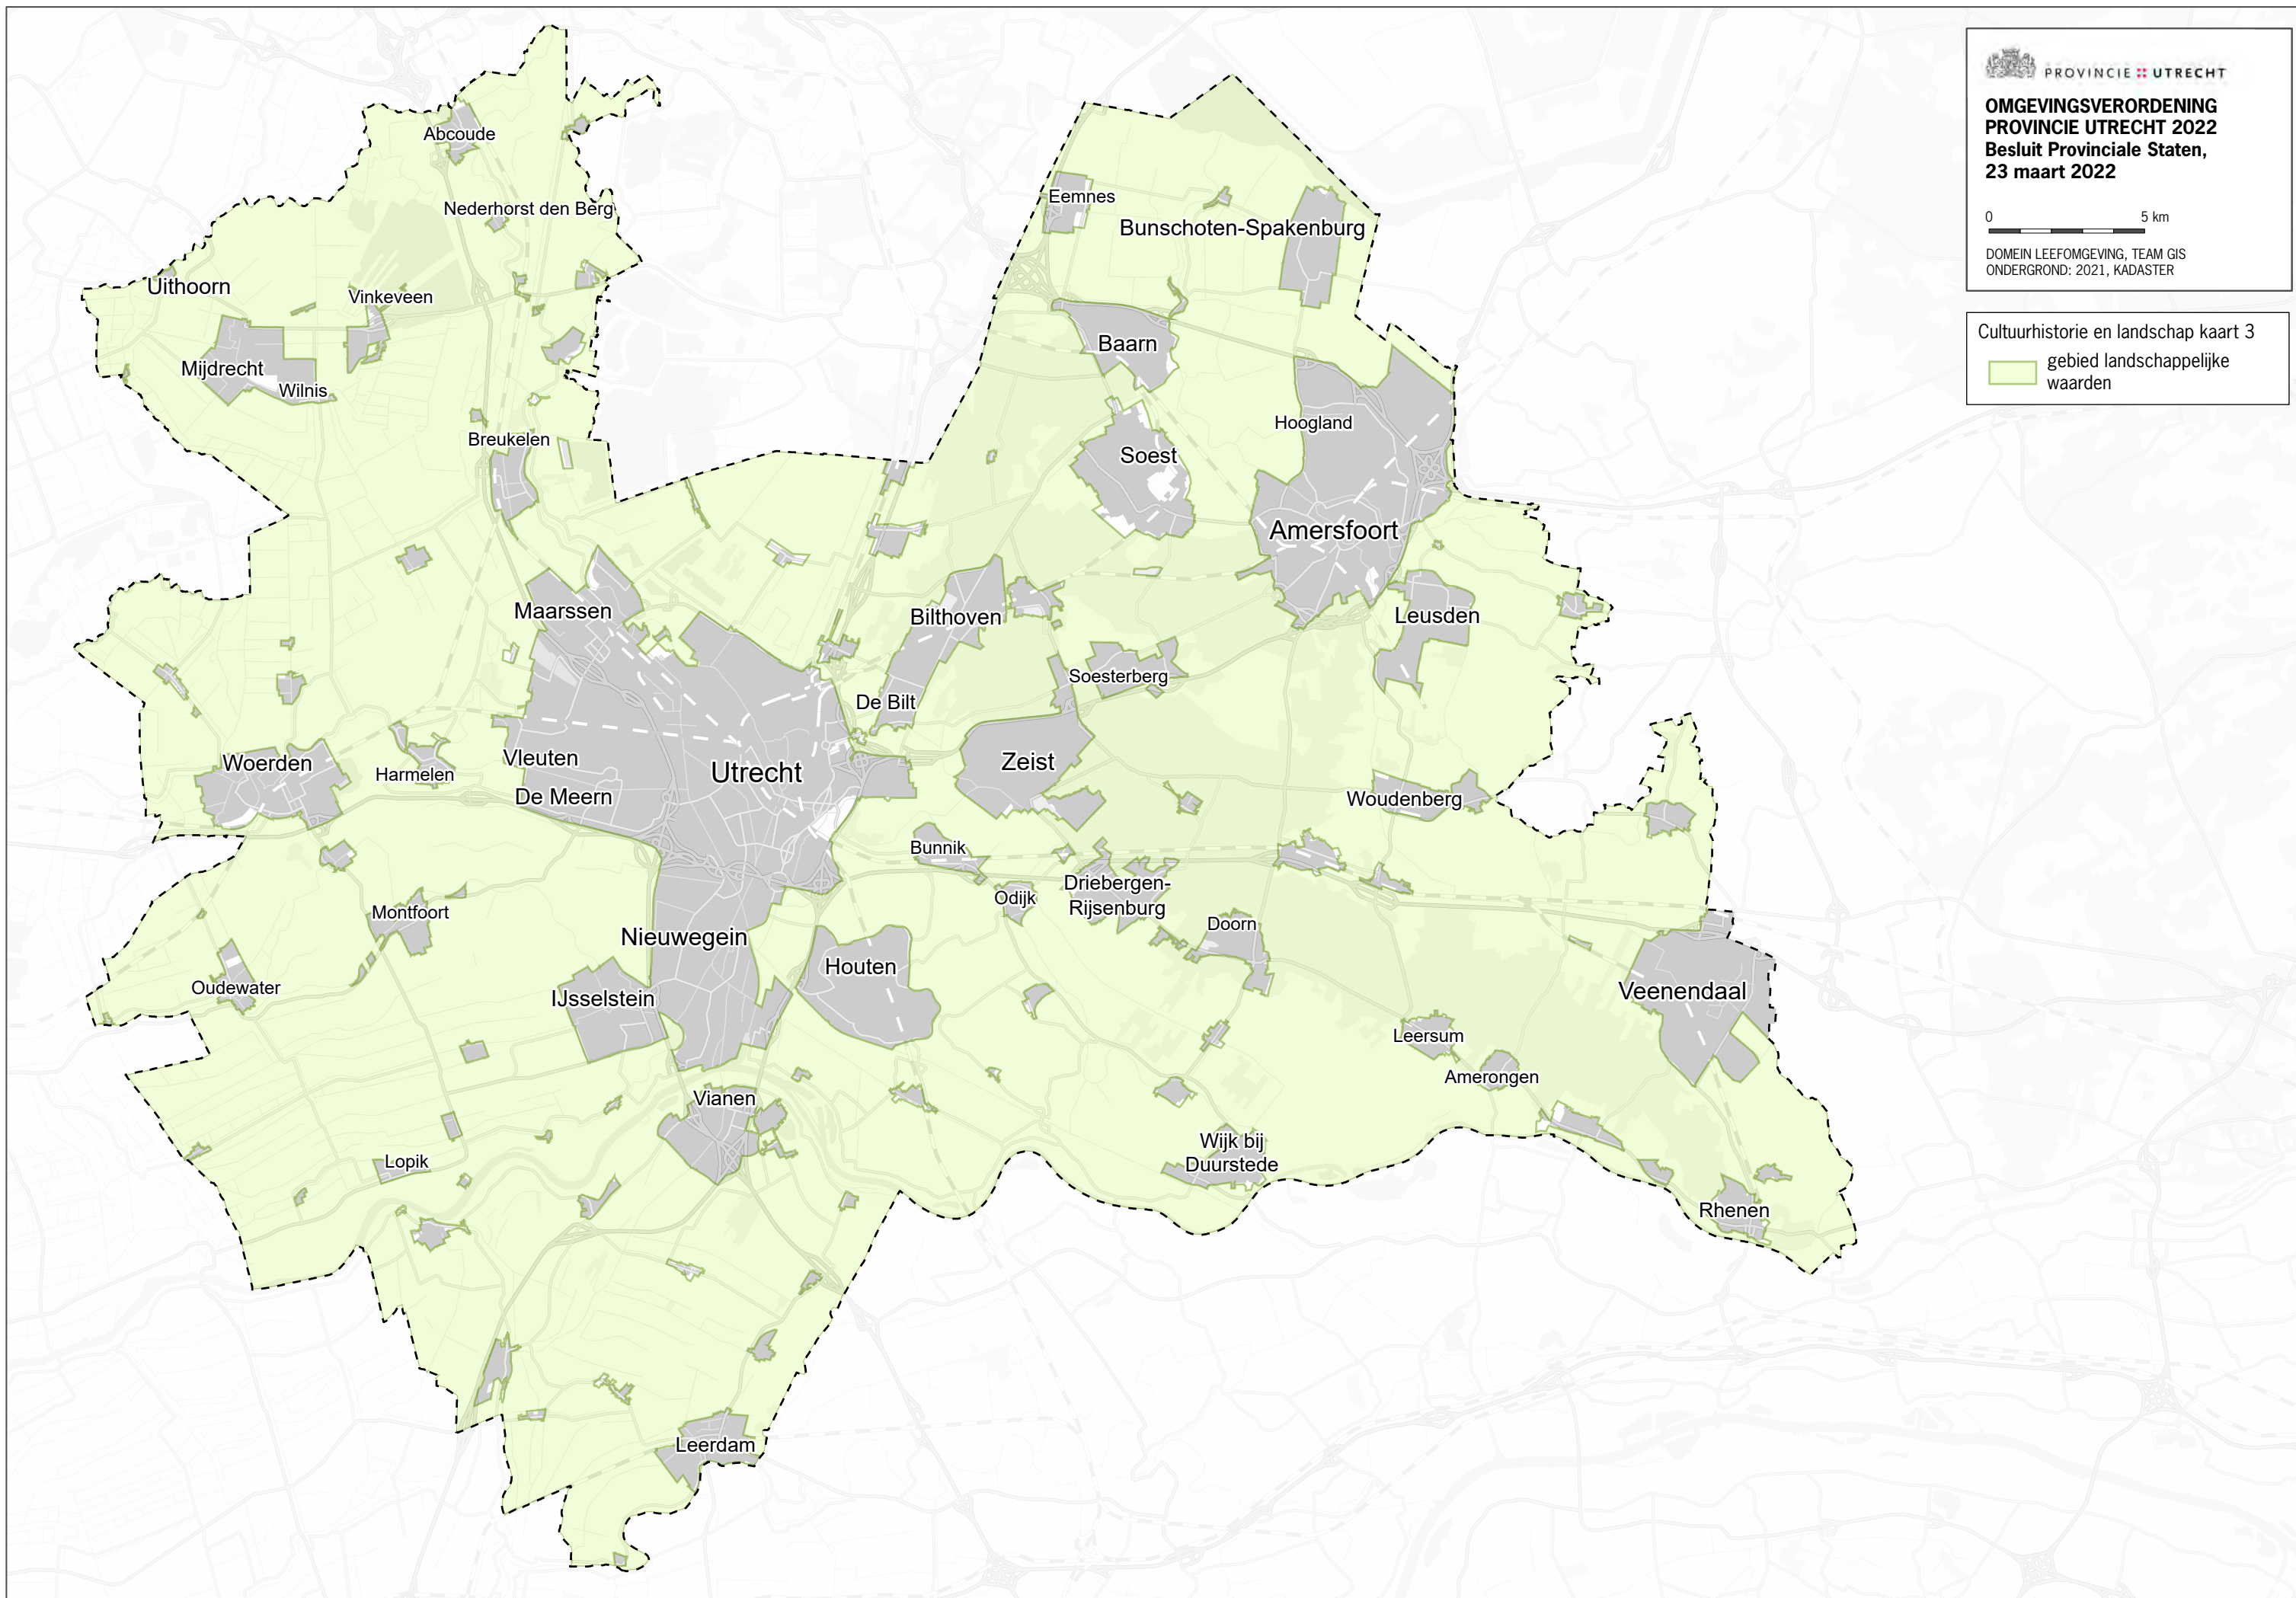 PROVINCIE UTRECHT
OMGEVINGSVERORDENING
PROVINCIE UTRECHT 2022
Besluit Provinciale Staten,
23 maart 2022
0 5 km
DOMEIN LEEFOMGEVING, TEAM GIS
ONDERGROND: 2021, KADASTER
Cultuurhistorie en landschap kaart 3
gebied landschappelijke
waarden
Abcoude
Nederhorst den Berg
Eemnes
Bunschoten-Spakenburg
Uithoorn
Vinkeveen
Baarn
Mijdrecht
Wilnis
Hoogland
Breukelen
Soest
Amersfoort
Maarssen
Bilthoven
Leusden
Soesterberg
De Bilt
Vleuten
Woerden
Harmelen
Utrecht
Zeist
De Meern
Woudenberg
Bunnik
Driebergen-
Rijsenburg
Odijk
Montfoort
Doorn
Nieuwegein
Houten
Oudewater
IJsselstein
Veenendaal
Leersum
Amerongen
Vianen
Wijk bij
Duurstede
Lopik
Rhenen
Leerdam